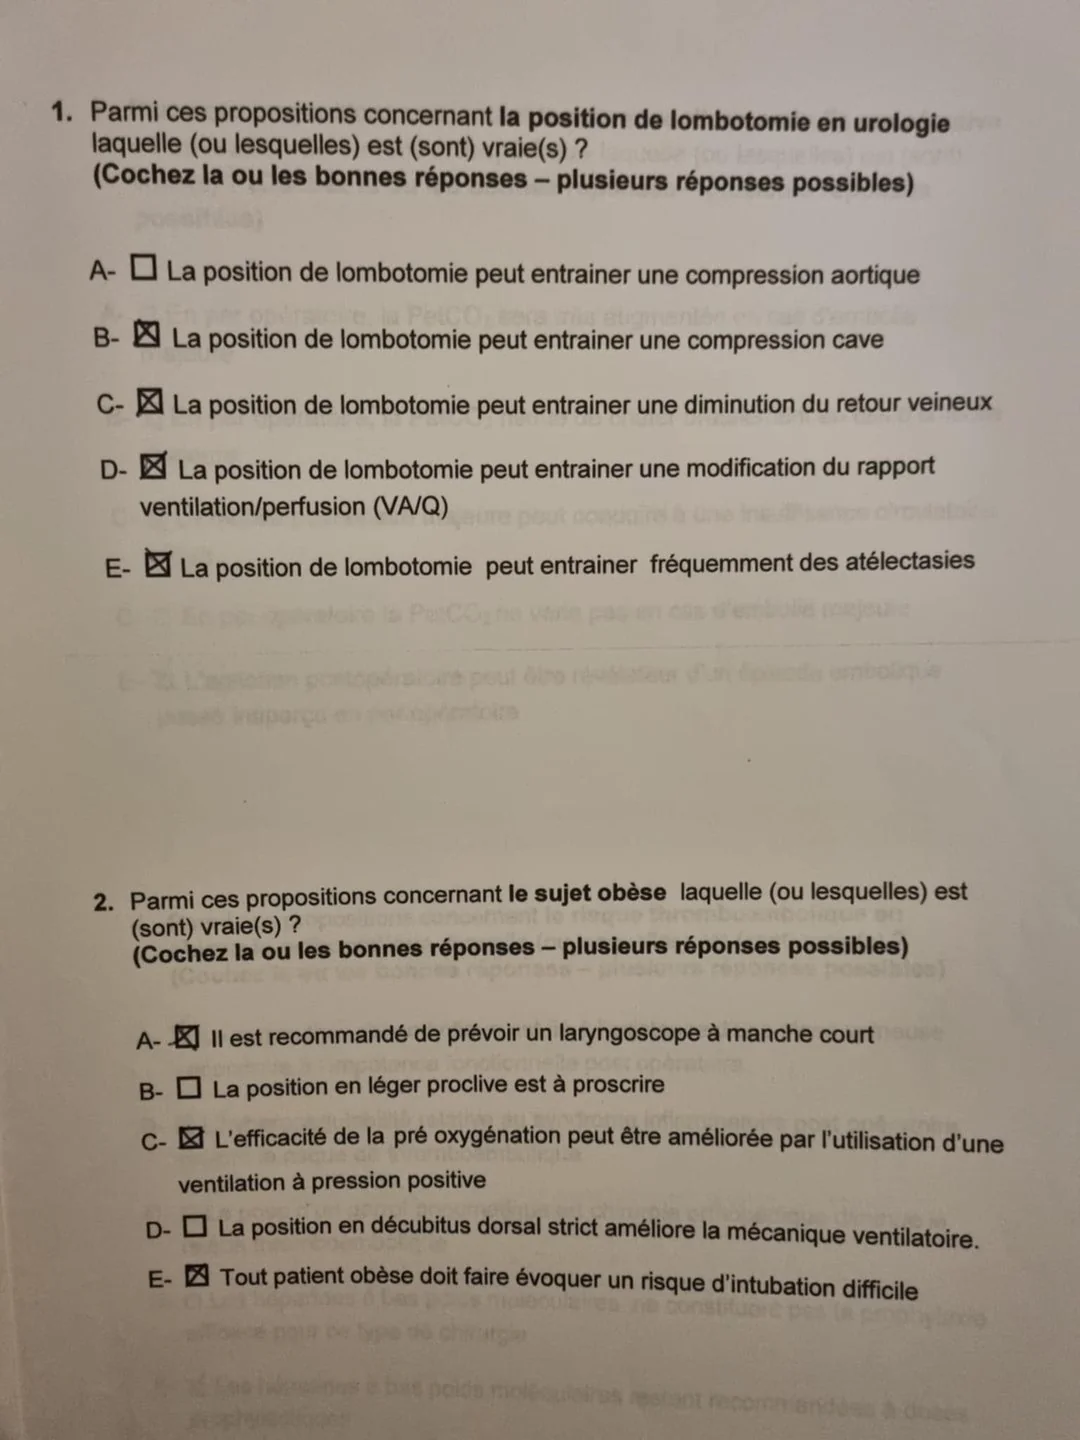 1. Parmi ces propositions concernant la position de lombotomie en urologie
laquelle (ou lesquelles) est (sont) vraie(s) ?
(Cochez la ou les bonnes réponses – plusieurs réponses possibles)
A- ☐ La position de lombotomie peut entrainer une compression aortique
B- ☒ La position de lombotomie peut entrainer une compression cave
C- ☒ La position de lombotomie peut entrainer une diminution du retour veineux
D- ☒ La position de lombotomie peut entrainer une modification du rapport
ventilation/perfusion (VA/Q)
E- ☒ La position de lombotomie peut entrainer fréquemment des atélectasies
2. Parmi ces propositions concernant le sujet obèse laquelle (ou lesquelles) est
(sont) vraie(s) ?
(Cochez la ou les bonnes réponses – plusieurs réponses possibles)
A- ☒ Il est recommandé de prévoir un laryngoscope à manche court
B- ☐ La position en léger proclive est à proscrire
C- ☒ L'efficacité de la pré oxygénation peut être améliorée par l'utilisation d'une
ventilation à pression positive
D- ☐ La position en décubitus dorsal strict améliore la mécanique ventilatoire.
E- ☒ Tout patient obèse doit faire évoquer un risque d'intubation difficile